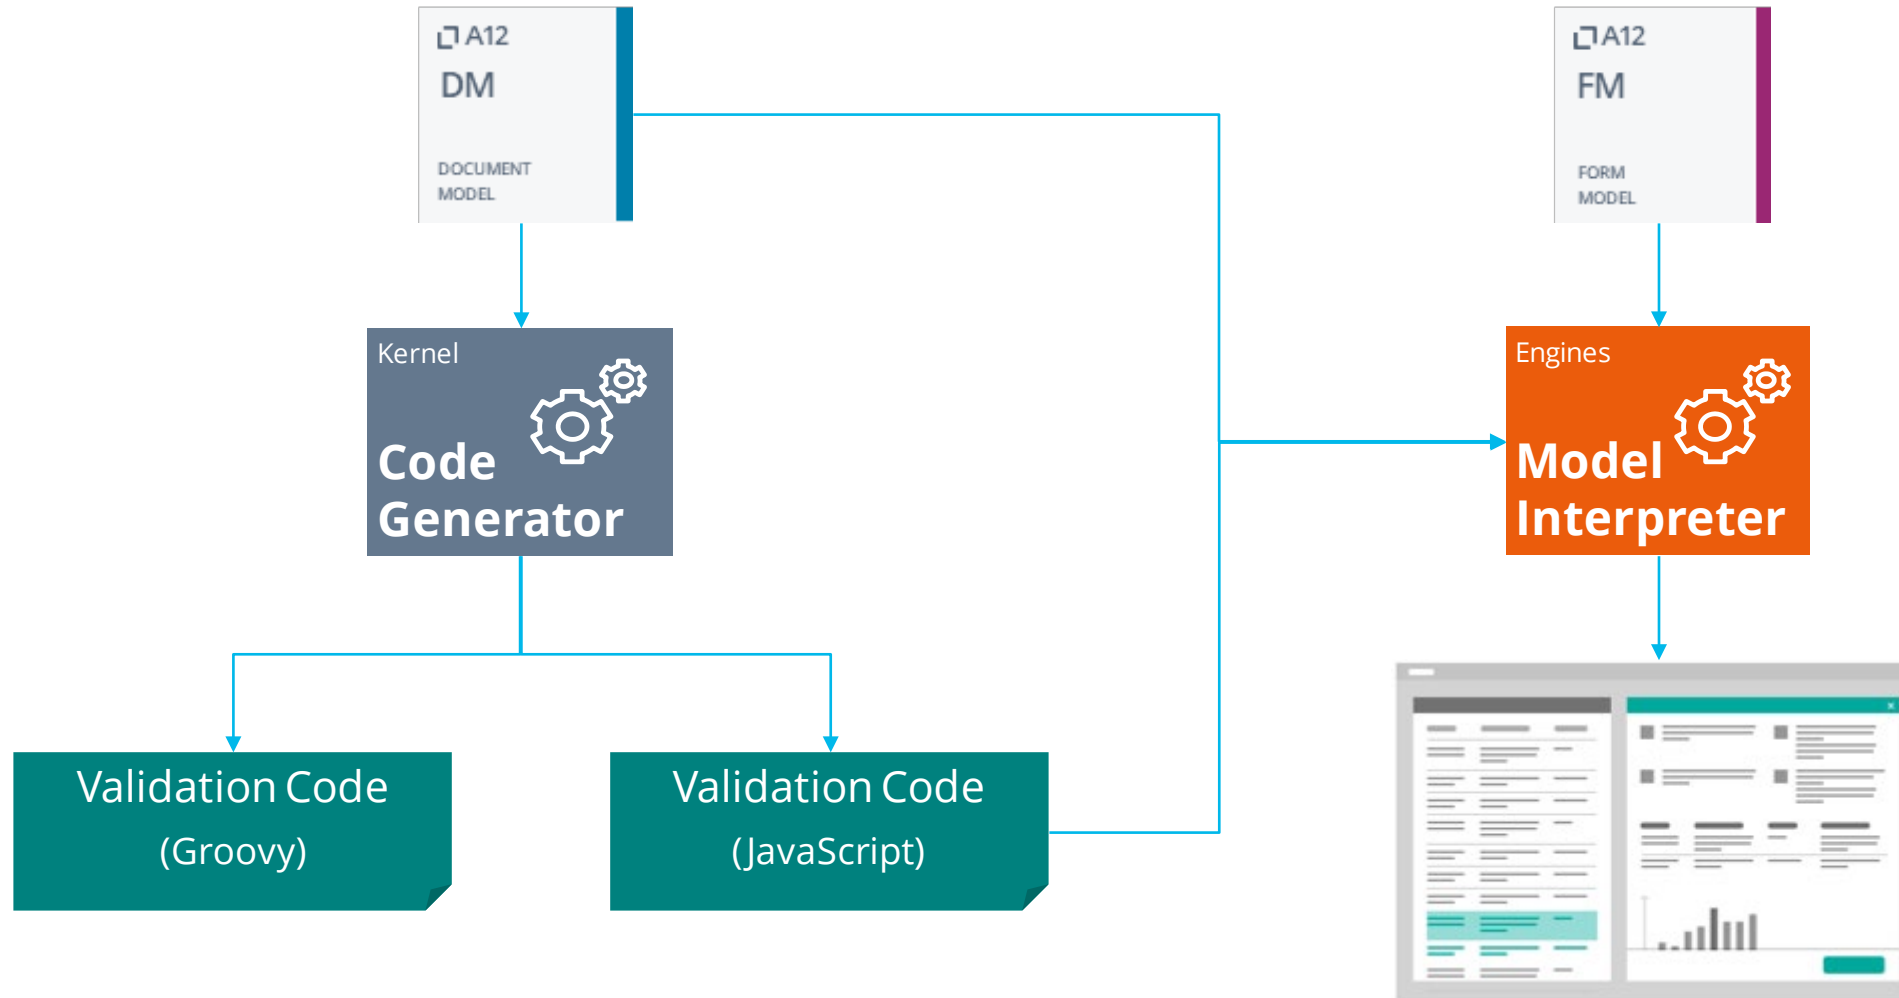 A12
DM
DOCUMENT
MODEL
A12
FM
FORM
MODEL
Kernel
Code
Generator
Engines
Model
Interpreter
Validation Code
(Groovy)
Validation Code
(JavaScript)